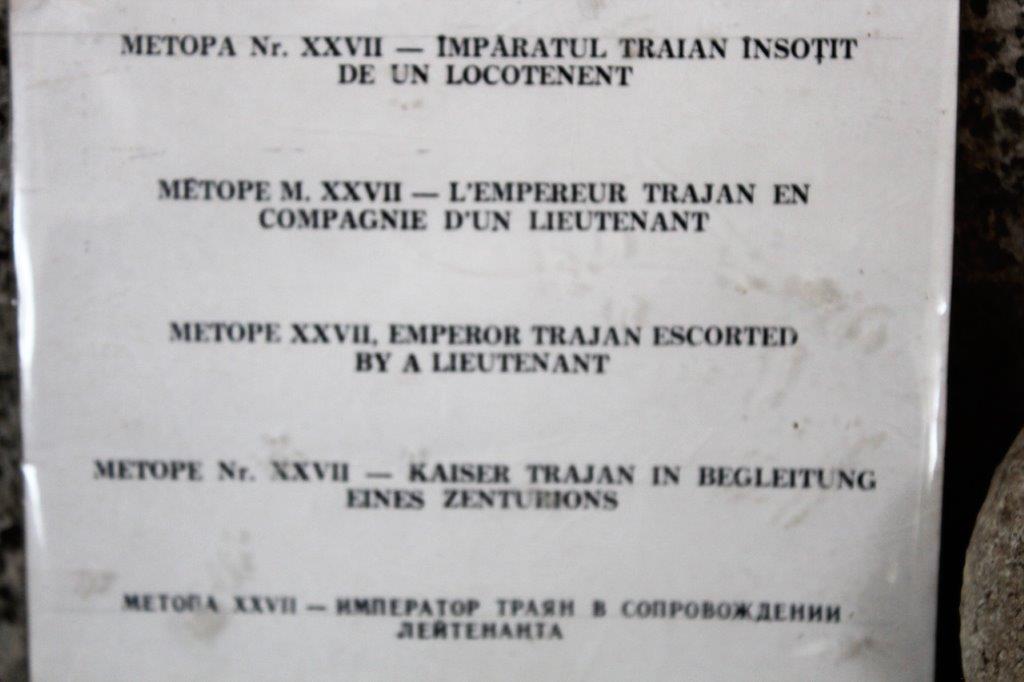 METOPA Nr. XXVII — ÎMPĂRATUL TRAIAN ÎNSOȚIT
DE UN LOCOTENENT
MÉTOPE M. XXVII — L'EMPEREUR TRAJAN EN
COMPAGNIE D'UN LIEUTENANT
METOPE XXVII, EMPEROR TRAJAN ESCORTED
BY A LIEUTENANT
METOPE Nr. XXVII — KAISER TRAJAN IN BEGLEITUNG
EINES ZENTURIONS
МЕТОПА XXVII — ИМПЕРАТОР ТРАЯН В СОПРОВОЖДЕНИИ
ЛЕЙТЕНАНТА